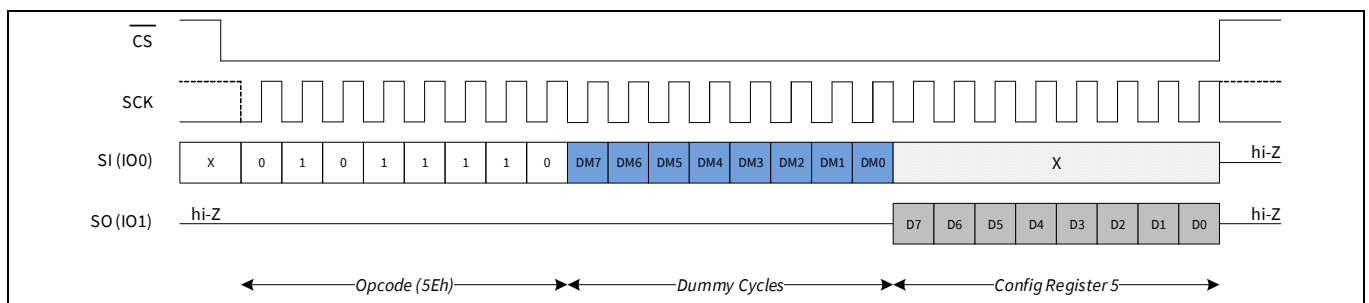 CS
SCK
SI (IO0) X 0 1 0 1 1 1 1 0 DM7 DM6 DM5 DM4 DM3 DM2 DM1 DM0 X hi-Z
SO (IO1) hi-Z D7 D6 D5 D4 D3 D2 D1 D0 hi-Z
Opcode (5Eh) Dummy Cycles Config Register 5